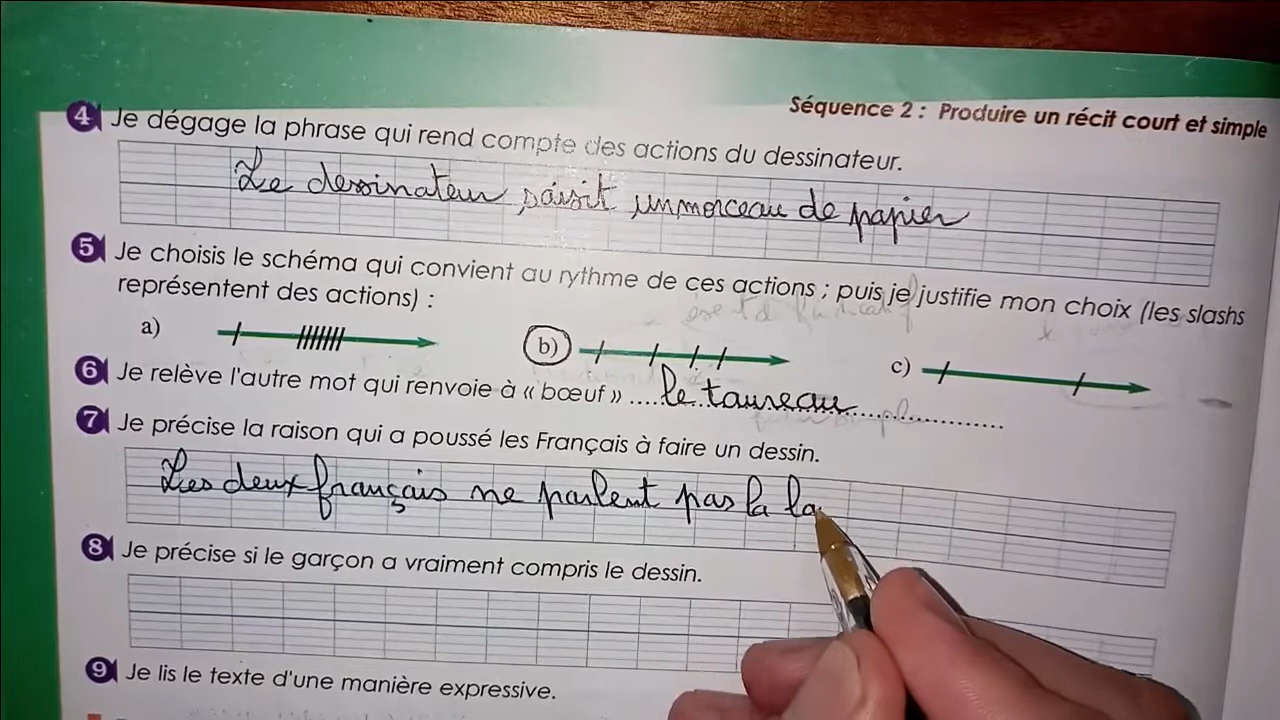 Séquence 2 : Produire un récit court et simple
4 Je dégage la phrase qui rend compte des actions du dessinateur.
Le dessinateur saisit un morceau de papier
5 Je choisis le schéma qui convient au rythme de ces actions ; puis je justifie mon choix (les slashs
représentent des actions) :
a) b) c)
6 Je relève l'autre mot qui renvoie à « bœuf » ....le taureau....................
7 Je précise la raison qui a poussé les Français à faire un dessin.
Les deux français ne parlent pas la la
8 Je précise si le garçon a vraiment compris le dessin.
9 Je lis le texte d'une manière expressive.